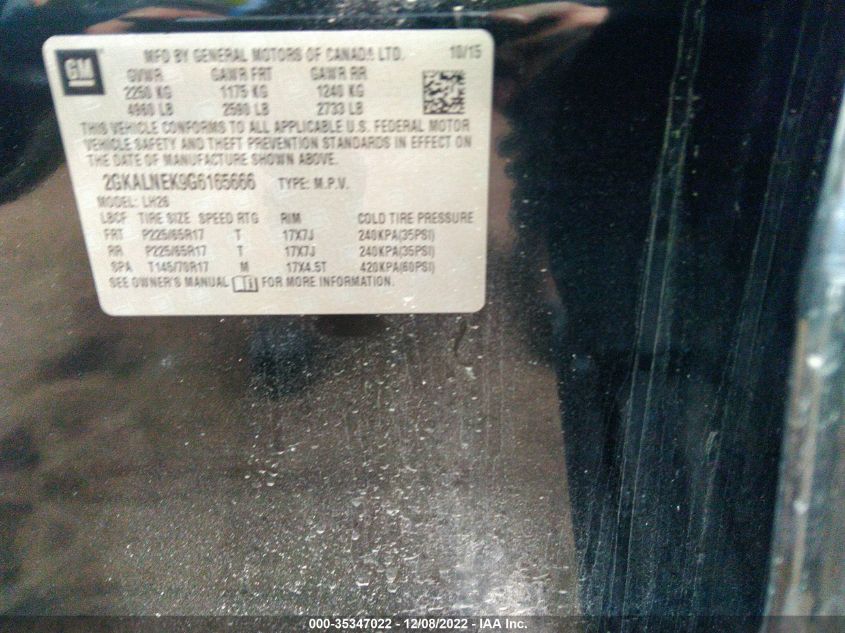 GM
MFD BY GENERAL MOTORS OF CANADA LTD. 10/15
GVWR GAWR FRT GAWR RR
2250 KG 1175 KG 1240 KG
4960 LB 2590 LB 2733 LB
THIS VEHICLE CONFORMS TO ALL APPLICABLE U.S. FEDERAL MOTOR
VEHICLE SAFETY AND THEFT PREVENTION STANDARDS IN EFFECT ON
THE DATE OF MANUFACTURE SHOWN ABOVE.
2GKALNEK9G6165666 TYPE: M.P.V.
MODEL: LH26
LBCF TIRE SIZE SPEED RTG RIM COLD TIRE PRESSURE
FRT P225/65R17 T 17X7J 240KPA(35PSI)
RR P225/65R17 T 17X7J 240KPA(35PSI)
SPA T145/70R17 M 17X4.5T 420KPA(60PSI)
SEE OWNER'S MANUAL FOR MORE INFORMATION.
000-35347022 - 12/08/2022 - IAA Inc.